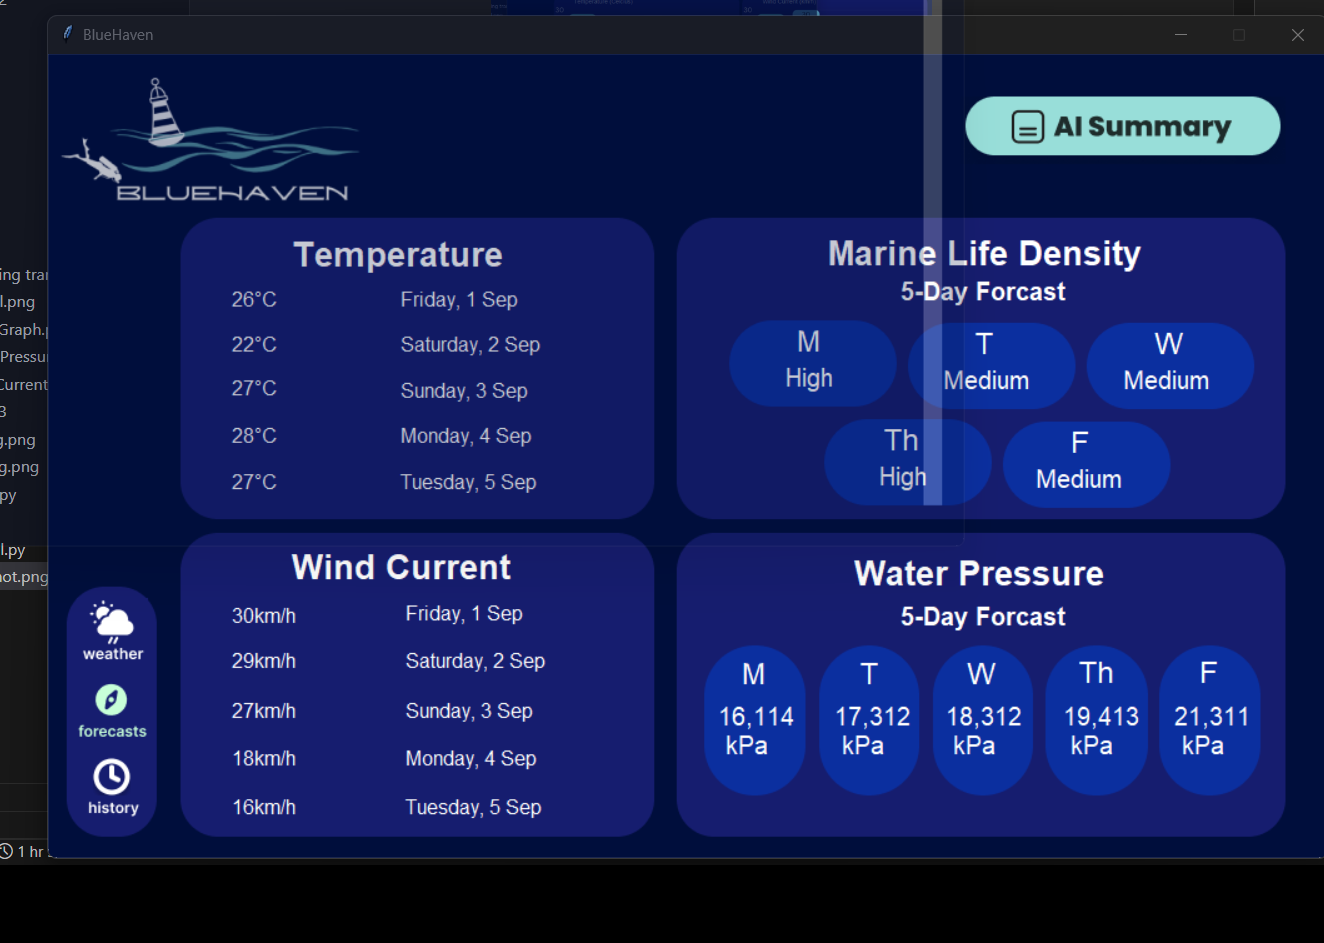 BlueHaven
BLUEHAVEN
AI Summary
Temperature
26°C Friday, 1 Sep
22°C Saturday, 2 Sep
27°C Sunday, 3 Sep
28°C Monday, 4 Sep
27°C Tuesday, 5 Sep
Marine Life Density
5-Day Forcast
M T W
High Medium Medium
Th F
High Medium
Wind Current
30km/h Friday, 1 Sep
29km/h Saturday, 2 Sep
27km/h Sunday, 3 Sep
18km/h Monday, 4 Sep
16km/h Tuesday, 5 Sep
Water Pressure
5-Day Forcast
M T W Th F
16,114 17,312 18,312 19,413 21,311
kPa kPa kPa kPa kPa
weather
forecasts
history
ing
l.png
Graph.
Pressu
Current
3
g.png
g.png
py
l.py
ot.png
1 hr